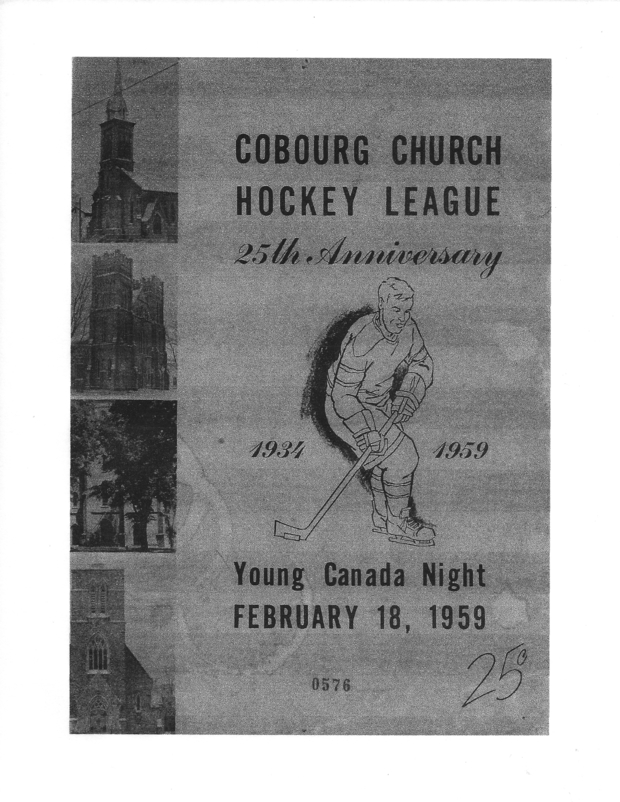 COBOURG CHURCH
HOCKEY LEAGUE
25th Anniversary
1934 1959
Young Canada Night
FEBRUARY 18, 1959
0576
25¢